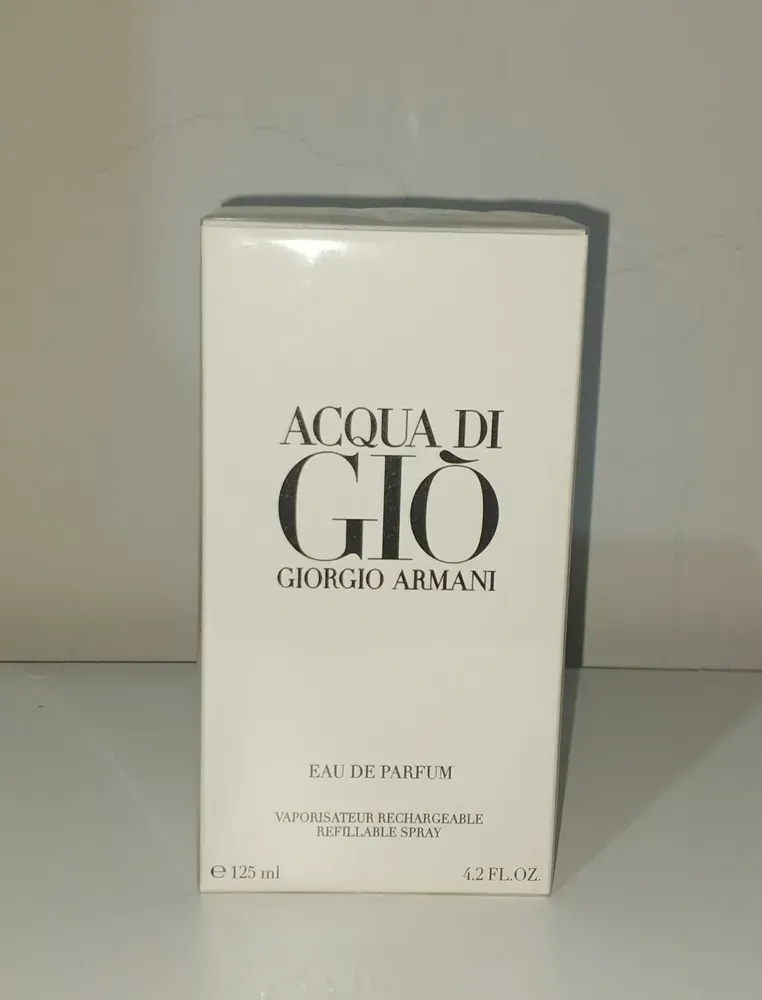 ACQUA DI
GIÒ
GIORGIO ARMANI
EAU DE PARFUM
VAPORISATEUR RECHARGEABLE
REFILLABLE SPRAY
℮ 125 ml 4.2 FL.OZ.